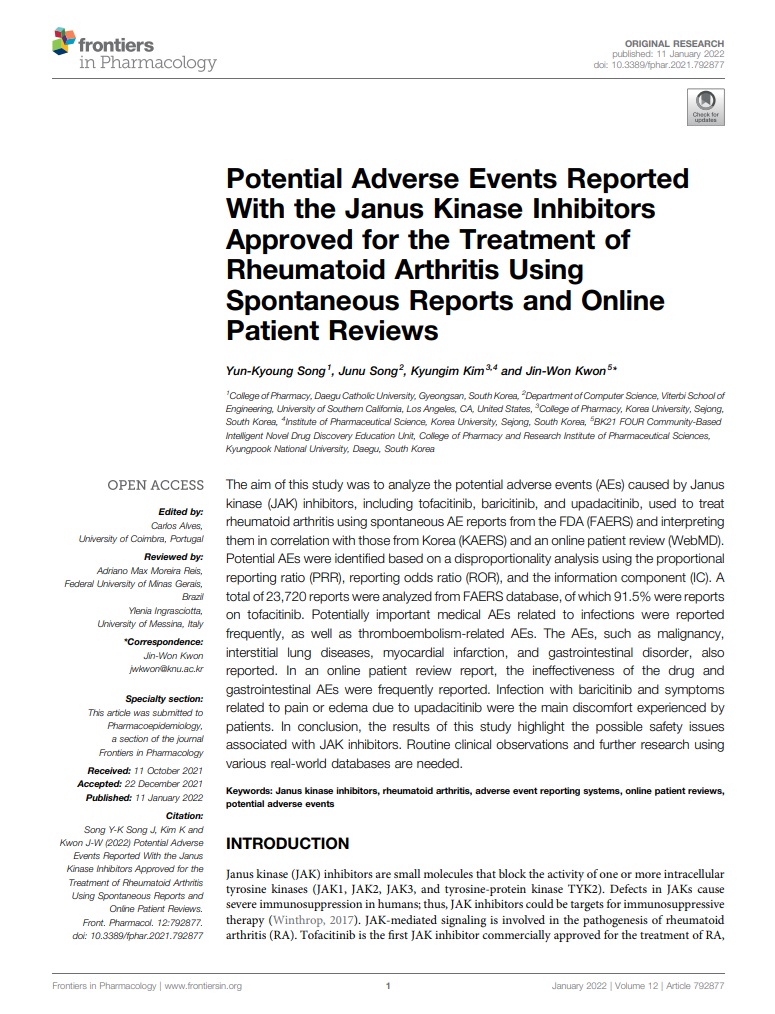 frontiers
in Pharmacology
ORIGINAL RESEARCH
published: 11 January 2022
doi: 10.3389/fphar.2021.792877
Check for
updates
Potential Adverse Events Reported
With the Janus Kinase Inhibitors
Approved for the Treatment of
Rheumatoid Arthritis Using
Spontaneous Reports and Online
Patient Reviews
Yun-Kyoung Song1, Junu Song2, Kyungim Kim3,4 and Jin-Won Kwon5*
1College of Pharmacy, Daegu Catholic University, Gyeongsan, South Korea, 2Department of Computer Science, Viterbi School of
Engineering, University of Southern California, Los Angeles, CA, United States, 3College of Pharmacy, Korea University, Sejong,
South Korea, 4Institute of Pharmaceutical Science, Korea University, Sejong, South Korea, 5BK21 FOUR Community-Based
Intelligent Novel Drug Discovery Education Unit, College of Pharmacy and Research Institute of Pharmaceutical Sciences,
Kyungpook National University, Daegu, South Korea
OPEN ACCESS
Edited by:
Carlos Alves,
University of Coimbra, Portugal
Reviewed by:
Adriano Max Moreira Reis,
Federal University of Minas Gerais,
Brazil
Ylenia Ingrasciotta,
University of Messina, Italy
*Correspondence:
Jin-Won Kwon
jwkwon@knu.ac.kr
Specialty section:
This article was submitted to
Pharmacoepidemiology,
a section of the journal
Frontiers in Pharmacology
Received: 11 October 2021
Accepted: 22 December 2021
Published: 11 January 2022
Citation:
Song Y-K Song J, Kim K and
Kwon J-W (2022) Potential Adverse
Events Reported With the Janus
Kinase Inhibitors Approved for the
Treatment of Rheumatoid Arthritis
Using Spontaneous Reports and
Online Patient Reviews.
Front. Pharmacol. 12:792877.
doi: 10.3389/fphar.2021.792877
The aim of this study was to analyze the potential adverse events (AEs) caused by Janus
kinase (JAK) inhibitors, including tofacitinib, baricitinib, and upadacitinib, used to treat
rheumatoid arthritis using spontaneous AE reports from the FDA (FAERS) and interpreting
them in correlation with those from Korea (KAERS) and an online patient review (WebMD).
Potential AEs were identified based on a disproportionality analysis using the proportional
reporting ratio (PRR), reporting odds ratio (ROR), and the information component (IC). A
total of 23,720 reports were analyzed from FAERS database, of which 91.5% were reports
on tofacitinib. Potentially important medical AEs related to infections were reported
frequently, as well as thromboembolism-related AEs. The AEs, such as malignancy,
interstitial lung diseases, myocardial infarction, and gastrointestinal disorder, also
reported. In an online patient review report, the ineffectiveness of the drug and
gastrointestinal AEs were frequently reported. Infection with baricitinib and symptoms
related to pain or edema due to upadacitinib were the main discomfort experienced by
patients. In conclusion, the results of this study highlight the possible safety issues
associated with JAK inhibitors. Routine clinical observations and further research using
various real-world databases are needed.
Keywords: Janus kinase inhibitors, rheumatoid arthritis, adverse event reporting systems, online patient reviews,
potential adverse events
INTRODUCTION
Janus kinase (JAK) inhibitors are small molecules that block the activity of one or more intracellular
tyrosine kinases (JAK1, JAK2, JAK3, and tyrosine-protein kinase TYK2). Defects in JAKs cause
severe immunosuppression in humans; thus, JAK inhibitors could be targets for immunosuppressive
therapy (Winthrop, 2017). JAK-mediated signaling is involved in the pathogenesis of rheumatoid
arthritis (RA). Tofacitinib is the first JAK inhibitor commercially approved for the treatment of RA,
Frontiers in Pharmacology | www.frontiersin.org
1
January 2022 | Volume 12 | Article 792877